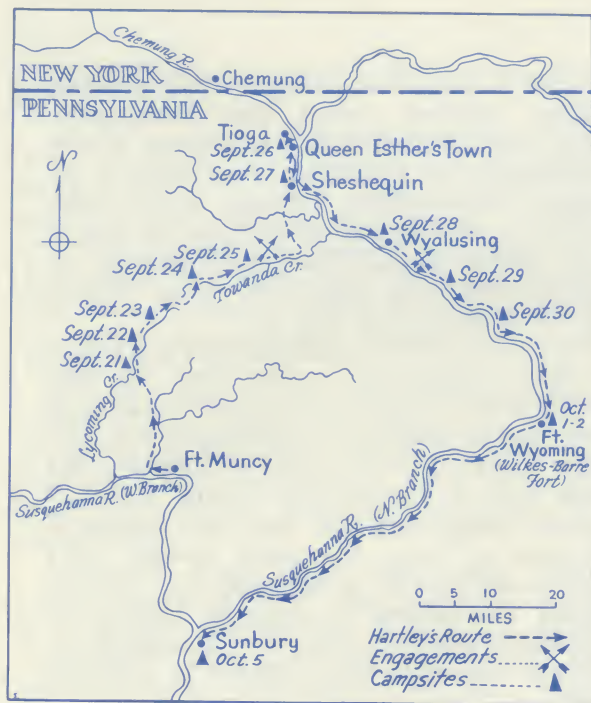 Chemung R.
Chemung
NEW YORK
PENNSYLVANIA
Tioga
Sept. 26
Queen Esther's Town
N
Sept. 27
Sheshequin
Sept. 28
Wyalusing
Sept. 25
Sept. 24
Towanda Cr.
Sept. 29
Sept. 23
Sept. 30
Sept. 22
Sept. 21
Lycoming Cr.
Oct.
1-2
Ft.
Wyoming
(Wilkes-Barre
Fort)
Ft. Muncy
Susquehanna R. (W. Branch)
Susquehanna R. (N. Branch)
Sunbury
Oct. 5
0 5 10 20
MILES
Hartley's Route
Engagements
Campsites